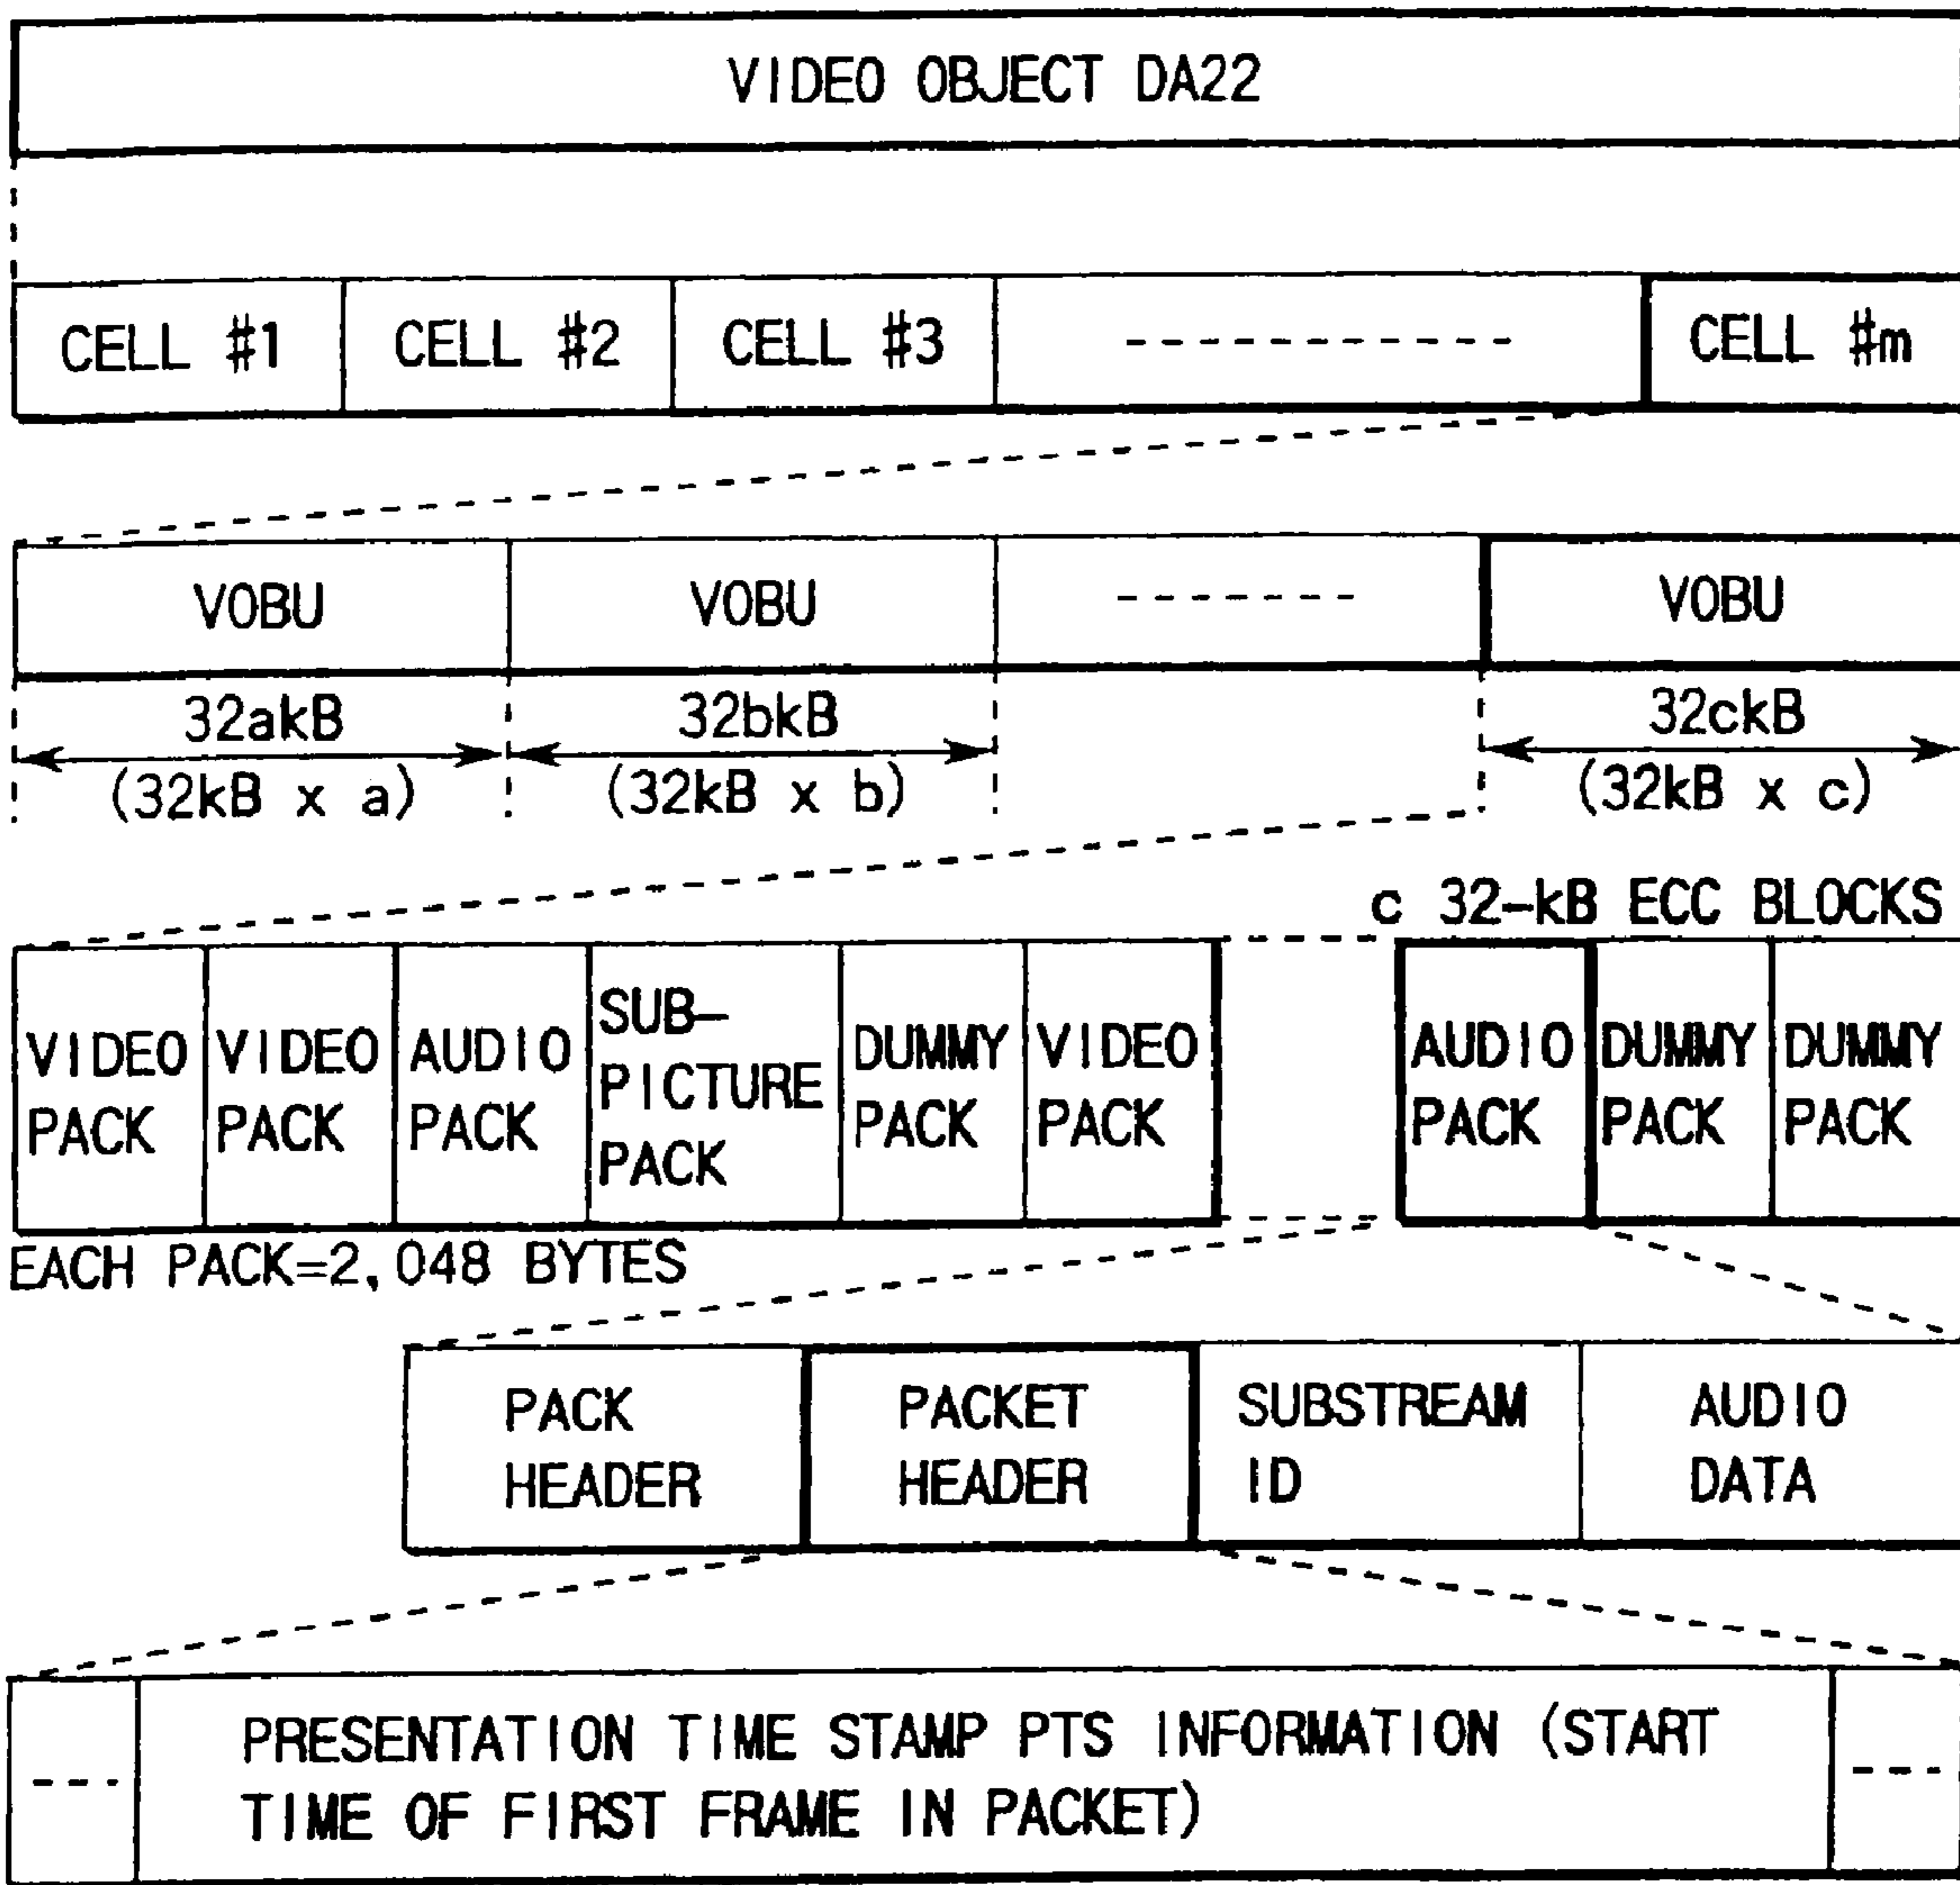 VIDEO OBJECT DA22
CELL #1
CELL #2
CELL #3
CELL #m
VOBU
VOBU
VOBU
32akB
(32kB x a)
32bkB
(32kB x b)
32ckB
(32kB x c)
c 32-kB ECC BLOCKS
VIDEO
PACK
VIDEO
PACK
AUDIO
PACK
SUB-
PICTURE
PACK
DUMMY
PACK
VIDEO
PACK
AUDIO
PACK
DUMMY
PACK
DUMMY
PACK
EACH PACK=2,048 BYTES
PACK
HEADER
PACKET
HEADER
SUBSTREAM
ID
AUDIO
DATA
PRESENTATION TIME STAMP PTS INFORMATION (START
TIME OF FIRST FRAME IN PACKET)